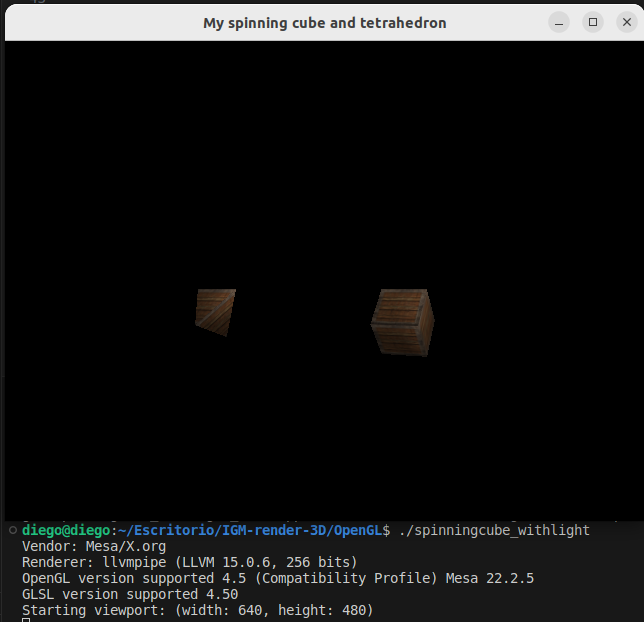 My spinning cube and tetrahedron
diego@diego:~/Escritorio/IGM-render-3D/OpenGL$ ./spinningcube_withlight
Vendor: Mesa/X.org
Renderer: llvmpipe (LLVM 15.0.6, 256 bits)
OpenGL version supported 4.5 (Compatibility Profile) Mesa 22.2.5
GLSL version supported 4.50
Starting viewport: (width: 640, height: 480)